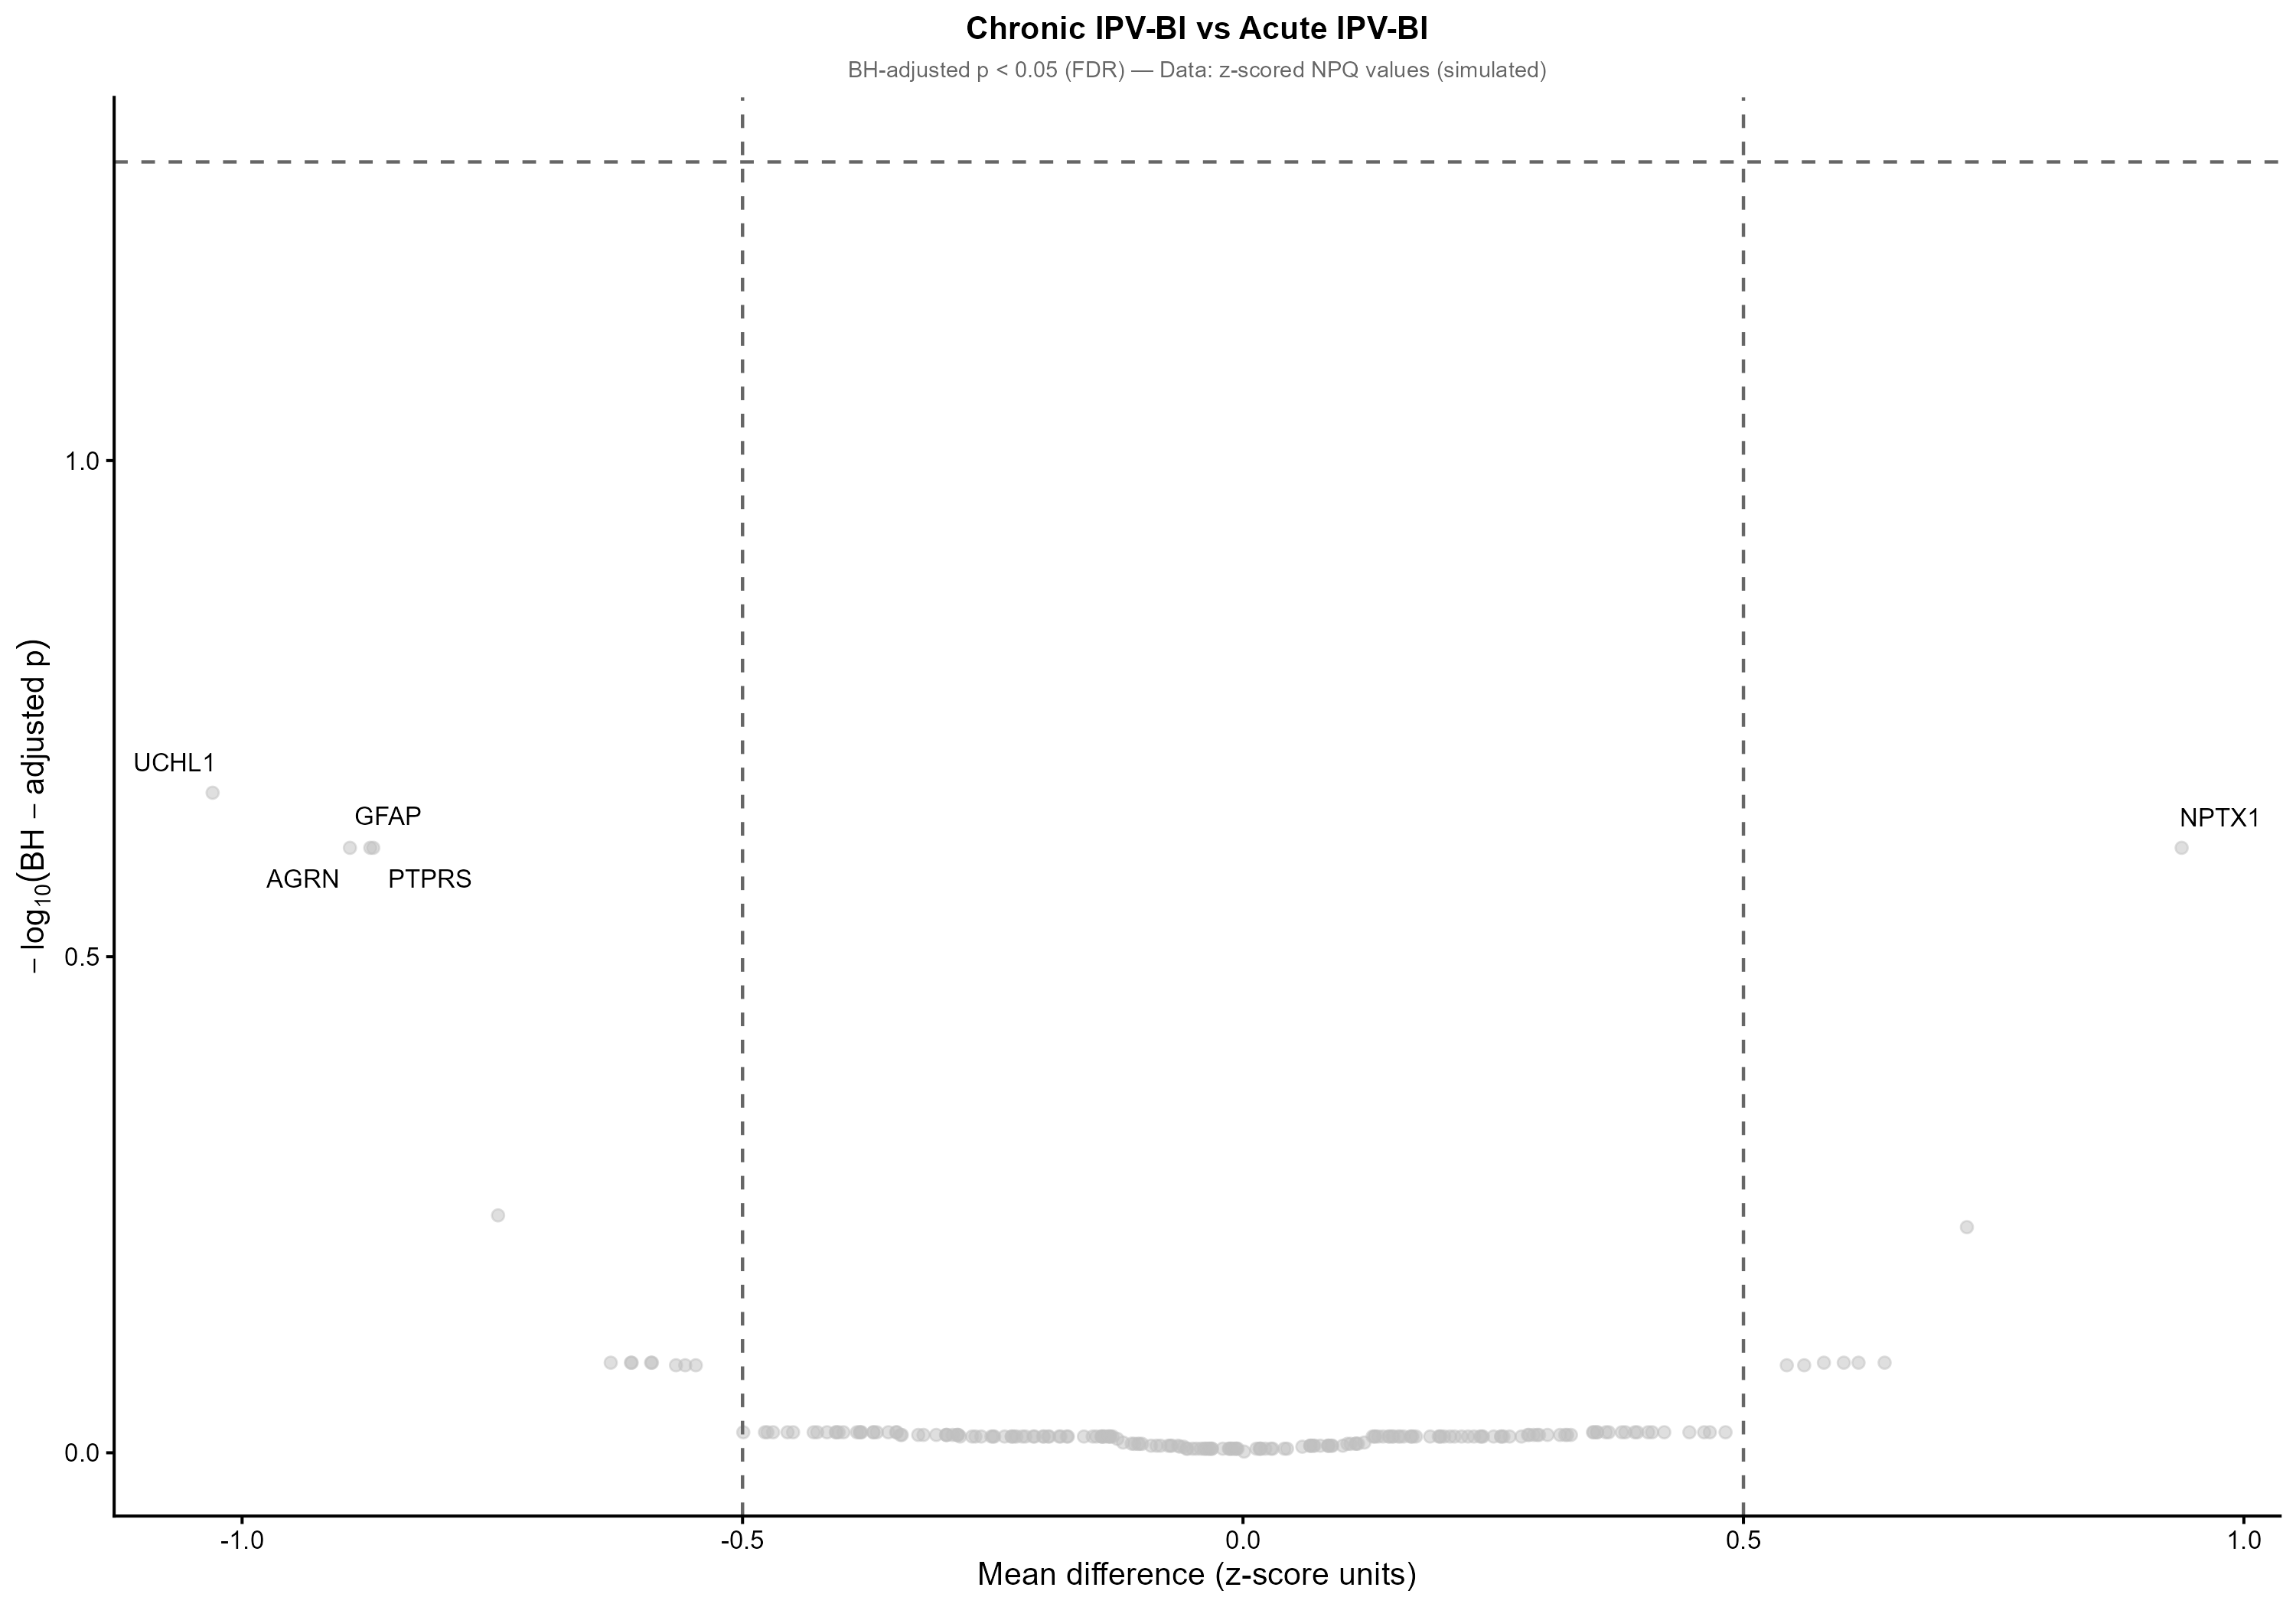 Chronic IPV-BI vs Acute IPV-BI
BH-adjusted p < 0.05 (FDR) — Data: z-scored NPQ values (simulated)
− log10(BH − adjusted p)
1.0
0.5
0.0
UCHL1
GFAP
AGRN
PTPRS
NPTX1
-1.0
-0.5
0.0
0.5
1.0
Mean difference (z-score units)